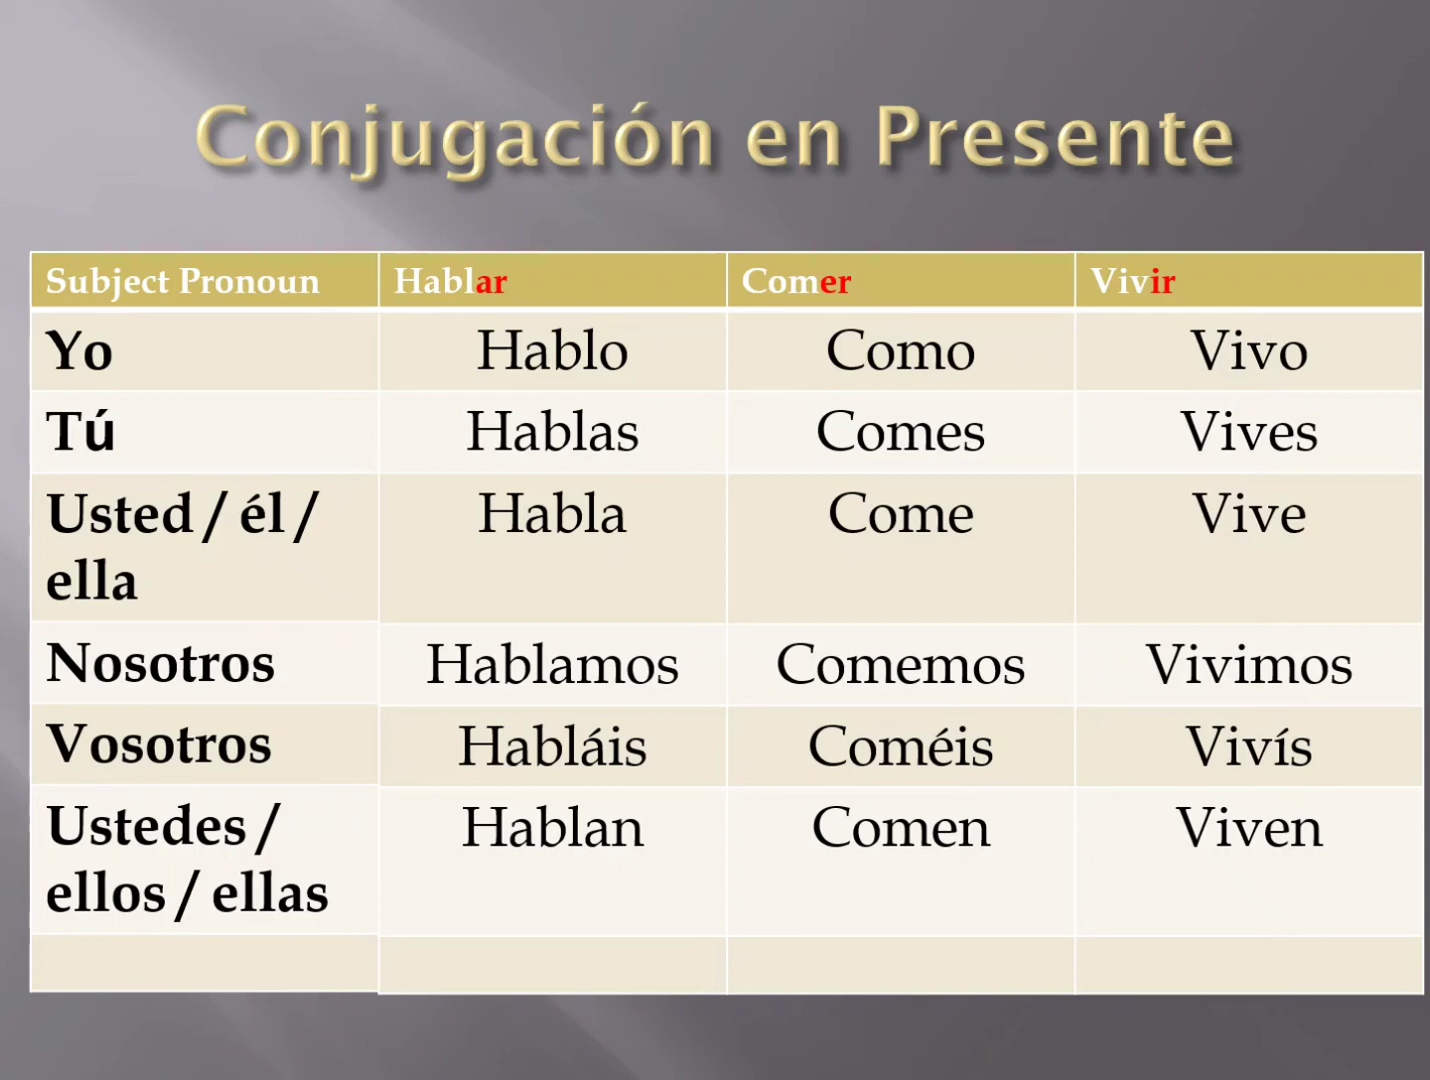 Conjugación en Presente
Subject Pronoun Hablar Comer Vivir
Yo Hablo Como Vivo
Tú Hablas Comes Vives
Usted / él / Habla Come Vive
ella
Nosotros Hablamos Comemos Vivimos
Vosotros Habláis Coméis Vivís
Ustedes / Hablan Comen Viven
ellos / ellas